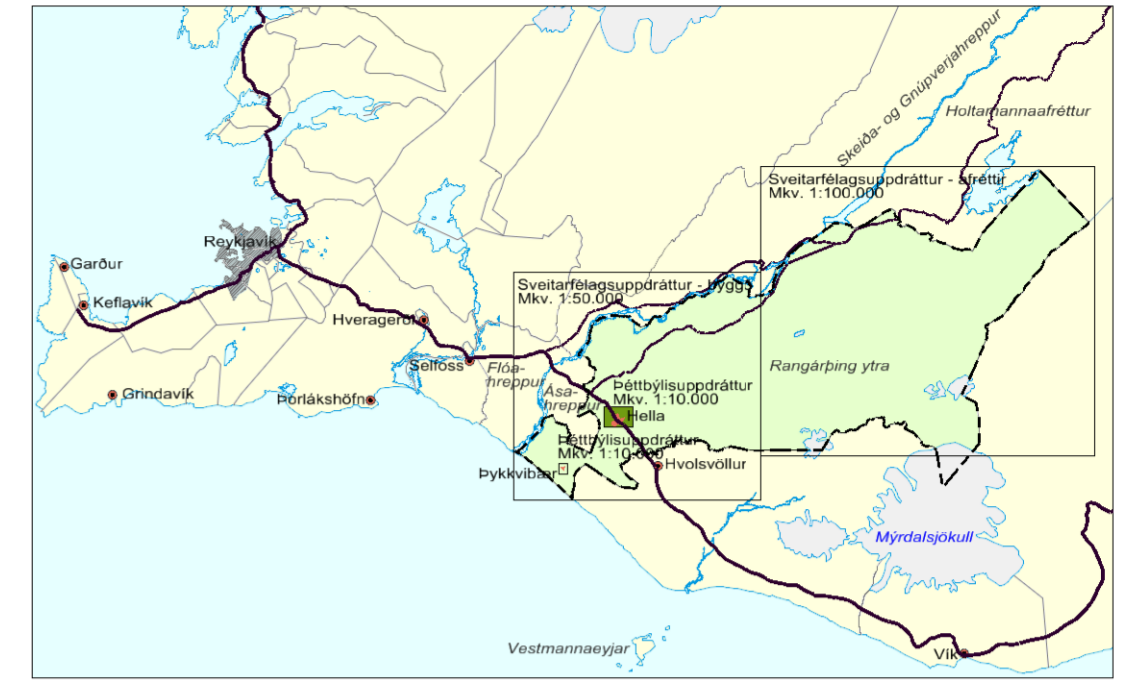 Skeiða- og Gnúpverjahreppur
Holtamannaafréttur
Sveitarfélagsuppdráttur - afréttir
Mkv. 1:100.000
Reykjavík
Garður
Keflavík
Sveitarfélagsuppdráttur - byggð
Mkv. 1:50.000
Hveragerði
Selfoss
Flóa-
hreppur
Rangárþing ytra
Grindavík
Þorlákshöfn
Ása-
hreppur
Þéttbýlisuppdráttur
Mkv. 1:10.000
Hella
Þéttbýlisuppdráttur
Mkv. 1:10.000
Þykkvibær
Hvolsvöllur
Mýrdalsjökull
Vestmannaeyjar
Vík